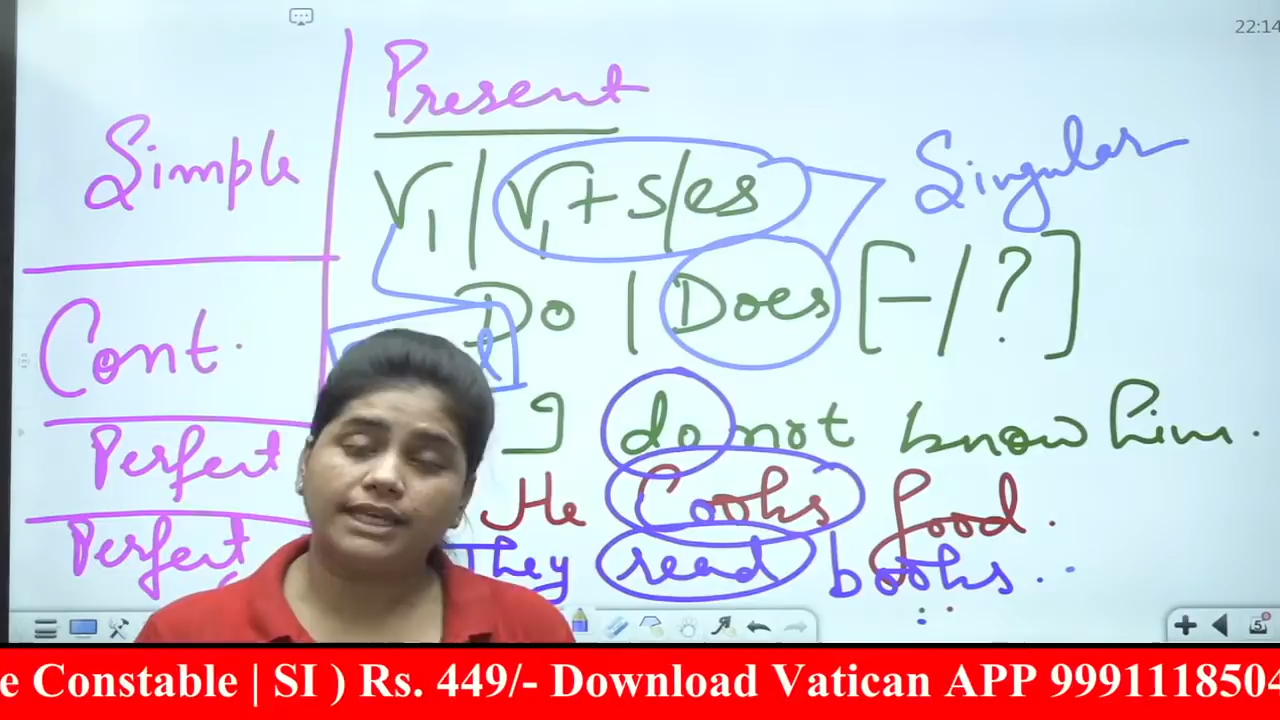 22:14
Present
Simple
V1 | V1 + s/es
Singular
Do | Does [- / ?]
Cont.
I do not know him.
Perfect
He Cooks food.
Perfect
They read books.
5
e Constable | SI ) Rs. 449/- Download Vatican APP 9991118504